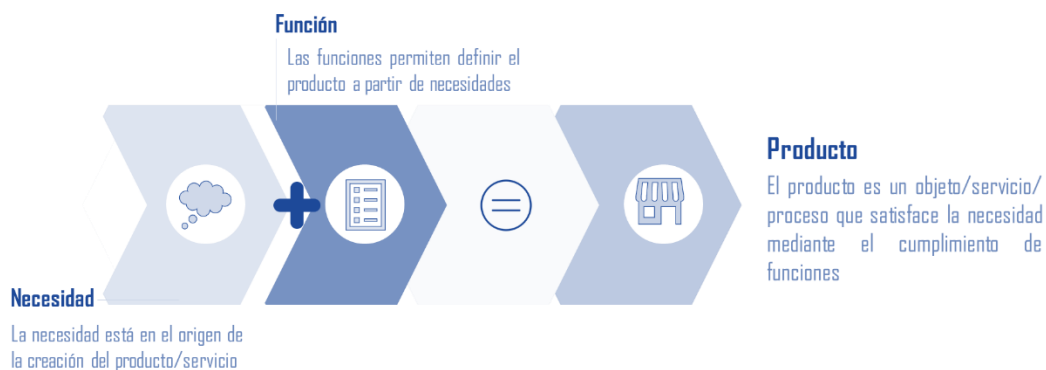 Función
Las funciones permiten definir el
producto a partir de necesidades
Producto
El producto es un objeto/servicio/
proceso que satisface la necesidad
mediante el cumplimiento de
funciones
Necesidad
La necesidad está en el origen de
la creación del producto/servicio